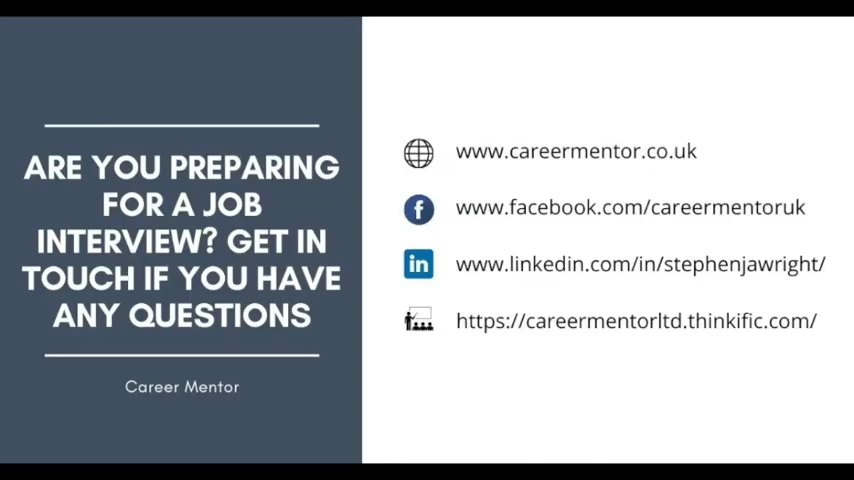 ARE YOU PREPARING
FOR A JOB
INTERVIEW? GET IN
TOUCH IF YOU HAVE
ANY QUESTIONS
Career Mentor
www.careermentor.co.uk
www.facebook.com/careermentoruk
www.linkedin.com/in/stephenjawright/
https://careermentorltd.thinkific.com/